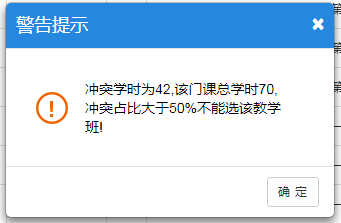 警告提示
冲突学时为42,该门课总学时70,
冲突占比大于50%不能选该教学
班!
确 定